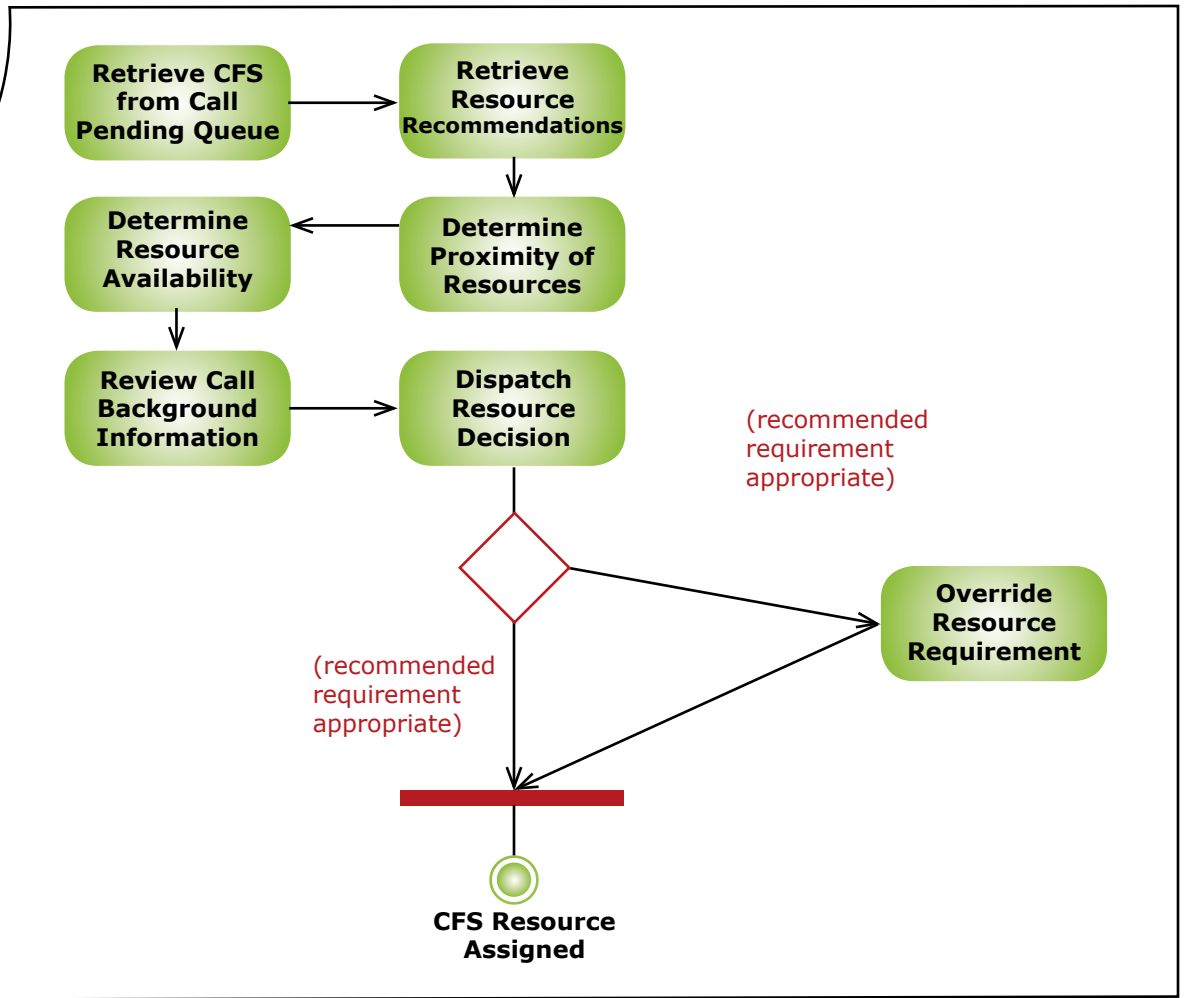 Retrieve CFS
from Call
Pending Queue
Retrieve
Resource
Recommendations
Determine
Resource
Availability
Determine
Proximity of
Resources
Review Call
Background
Information
Dispatch
Resource
Decision
(recommended
requirement
appropriate)
Override
Resource
Requirement
(recommended
requirement
appropriate)
CFS Resource
Assigned